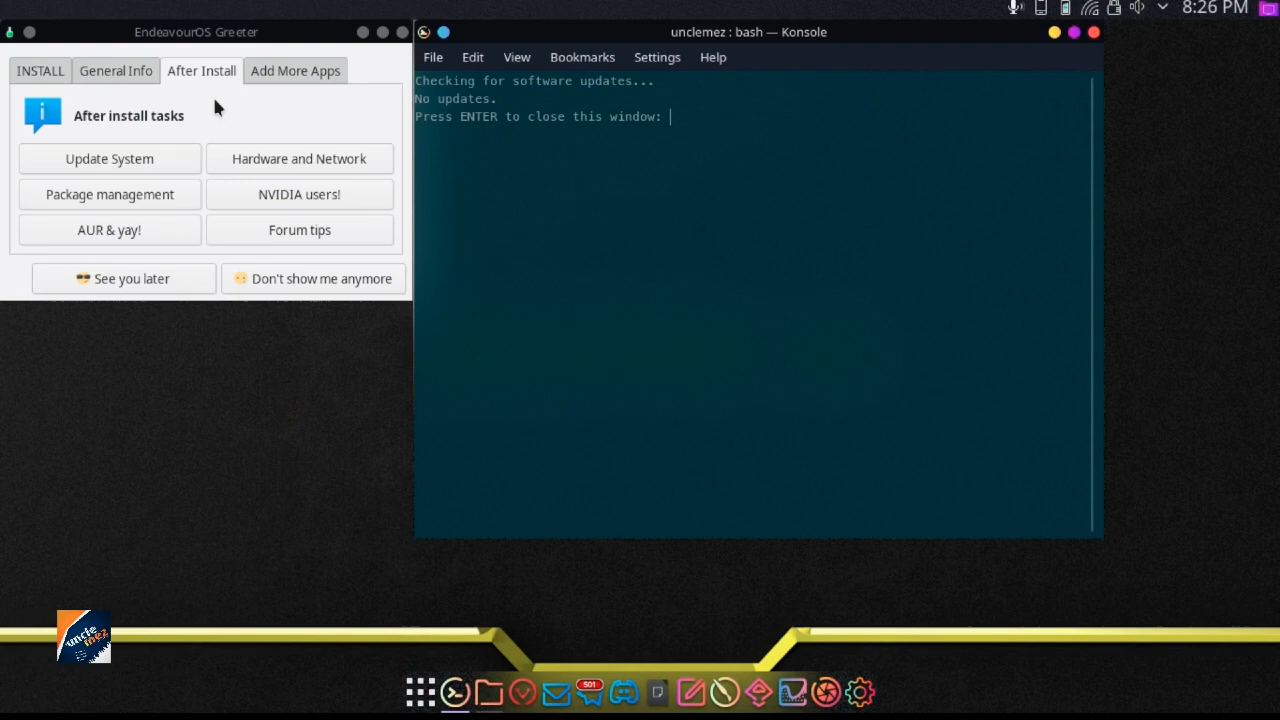 8:26 PM
EndeavourOS Greeter
INSTALL
General Info
After Install
Add More Apps
After install tasks
Update System
Hardware and Network
Package management
NVIDIA users!
AUR & yay!
Forum tips
See you later
Don't show me anymore
unclemez : bash — Konsole
File Edit View Bookmarks Settings Help
Checking for software updates...
No updates.
Press ENTER to close this window:
uncle
mez
501